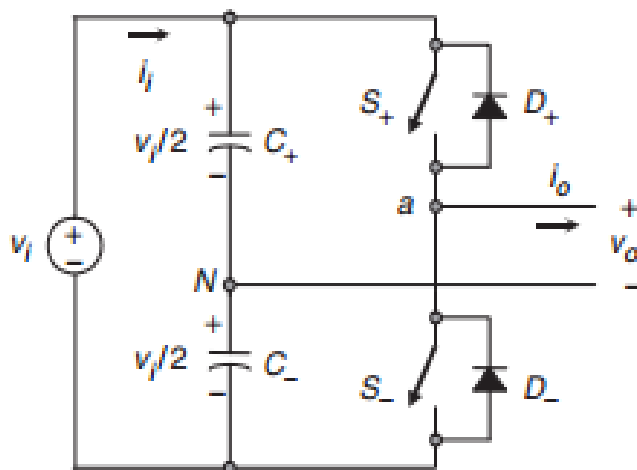 i_i
+
v_i/2
C_+
−
S_+
D_+
a
i_o
+
v_o
−
v_i
+
−
N
+
v_i/2
C_−
−
S_−
D_−